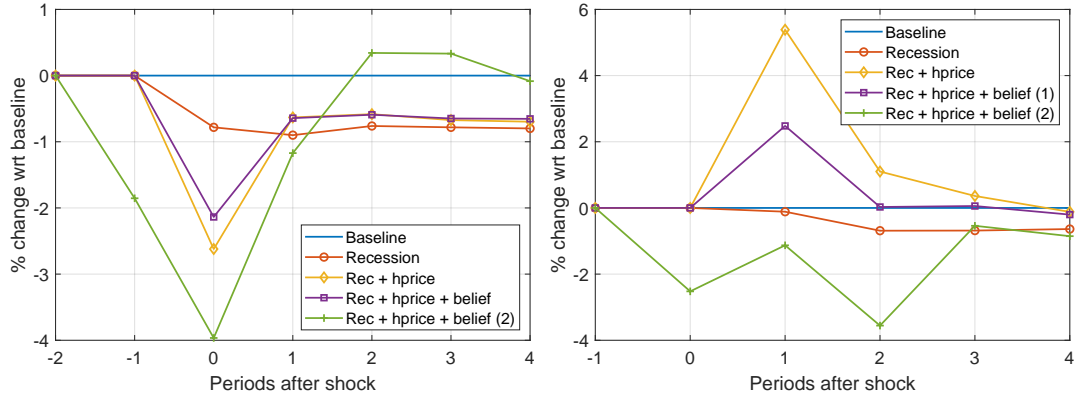 1
0
-1
-2
-3
-4
% change wrt baseline
Baseline
Recession
Rec + hprice
Rec + hprice + belief
Rec + hprice + belief (2)
-2 -1 0 1 2 3 4
Periods after shock
6
4
2
0
-2
-4
% change wrt baseline
Baseline
Recession
Rec + hprice
Rec + hprice + belief (1)
Rec + hprice + belief (2)
-1 0 1 2 3 4
Periods after shock